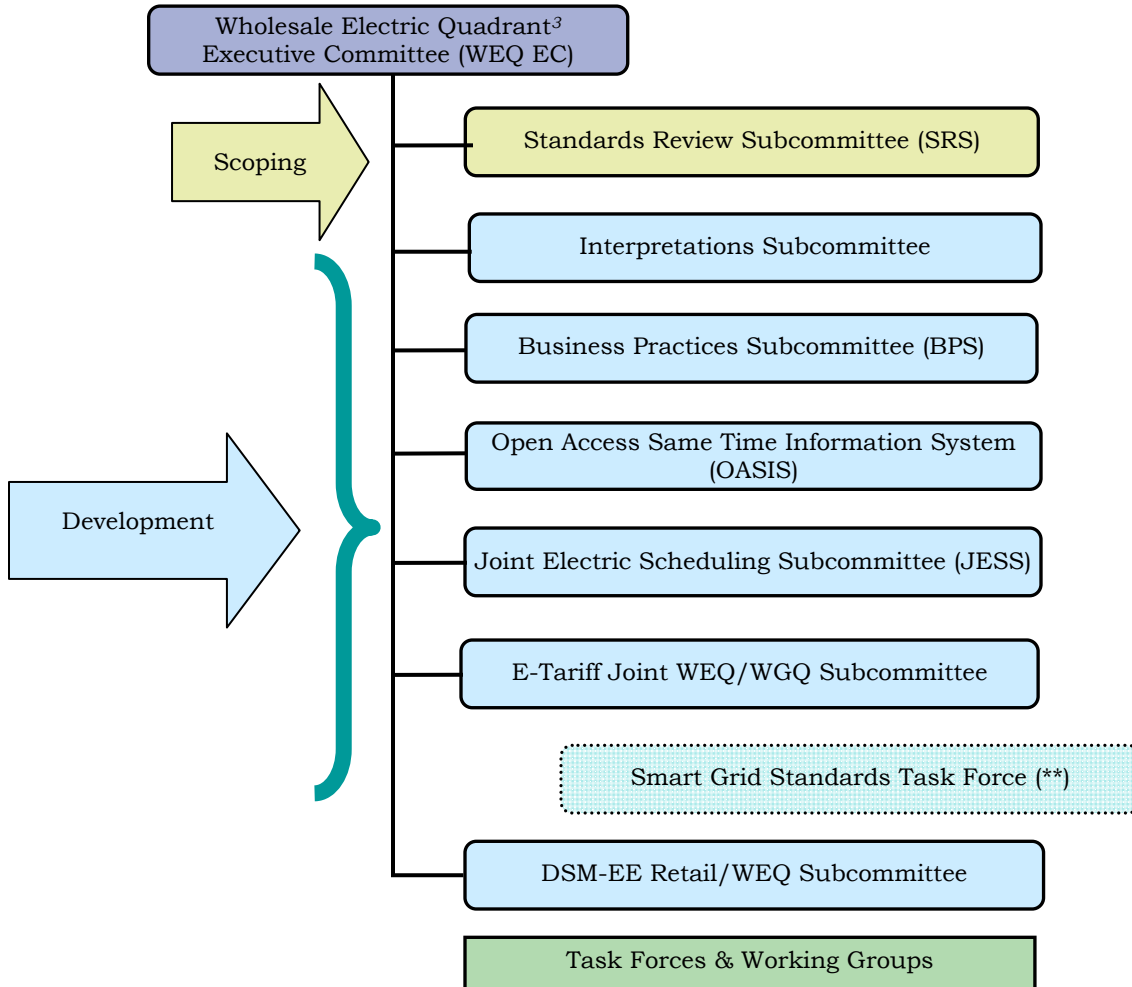 Wholesale Electric Quadrant³
Executive Committee (WEQ EC)
Standards Review Subcommittee (SRS)
Scoping
Interpretations Subcommittee
Business Practices Subcommittee (BPS)
Open Access Same Time Information System
(OASIS)
Development
Joint Electric Scheduling Subcommittee (JESS)
E-Tariff Joint WEQ/WGQ Subcommittee
Smart Grid Standards Task Force (**)
DSM-EE Retail/WEQ Subcommittee
Task Forces & Working Groups